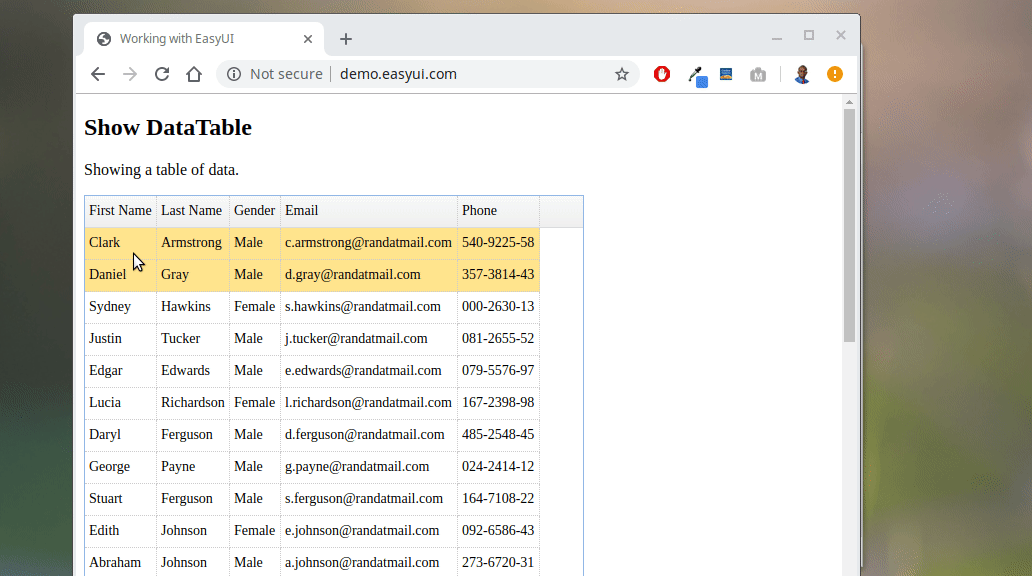 Working with EasyUI
Not secure demo.easyui.com
M
Show DataTable
Showing a table of data.
First Name Last Name Gender Email Phone
Clark Armstrong Male c.armstrong@randatmail.com 540-9225-58
Daniel Gray Male d.gray@randatmail.com 357-3814-43
Sydney Hawkins Female s.hawkins@randatmail.com 000-2630-13
Justin Tucker Male j.tucker@randatmail.com 081-2655-52
Edgar Edwards Male e.edwards@randatmail.com 079-5576-97
Lucia Richardson Female l.richardson@randatmail.com 167-2398-98
Daryl Ferguson Male d.ferguson@randatmail.com 485-2548-45
George Payne Male g.payne@randatmail.com 024-2414-12
Stuart Ferguson Male s.ferguson@randatmail.com 164-7108-22
Edith Johnson Female e.johnson@randatmail.com 092-6586-43
Abraham Johnson Male a.johnson@randatmail.com 273-6720-31